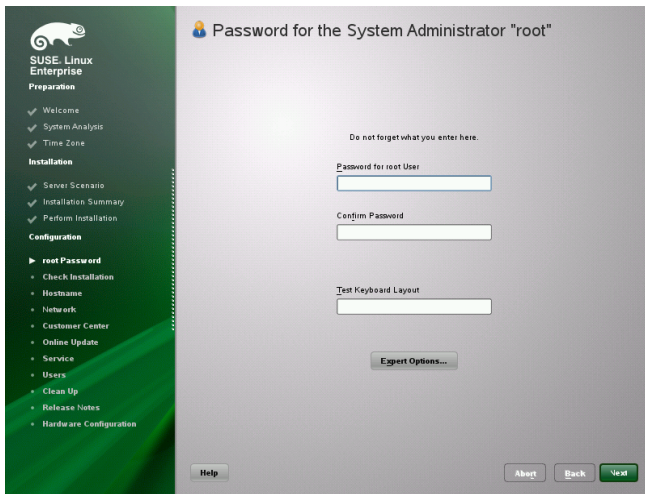 SUSE. Linux
Enterprise
Preparation
Welcome
System Analysis
Time Zone
Installation
Server Scenario
Installation Summary
Perform Installation
Configuration
root Password
Check Installation
Hostname
Network
Customer Center
Online Update
Service
Users
Clean Up
Release Notes
Hardware Configuration
Password for the System Administrator "root"
Do not forget what you enter here.
Password for root User
Confirm Password
Test Keyboard Layout
Expert Options...
Help
Abort
Back
Next